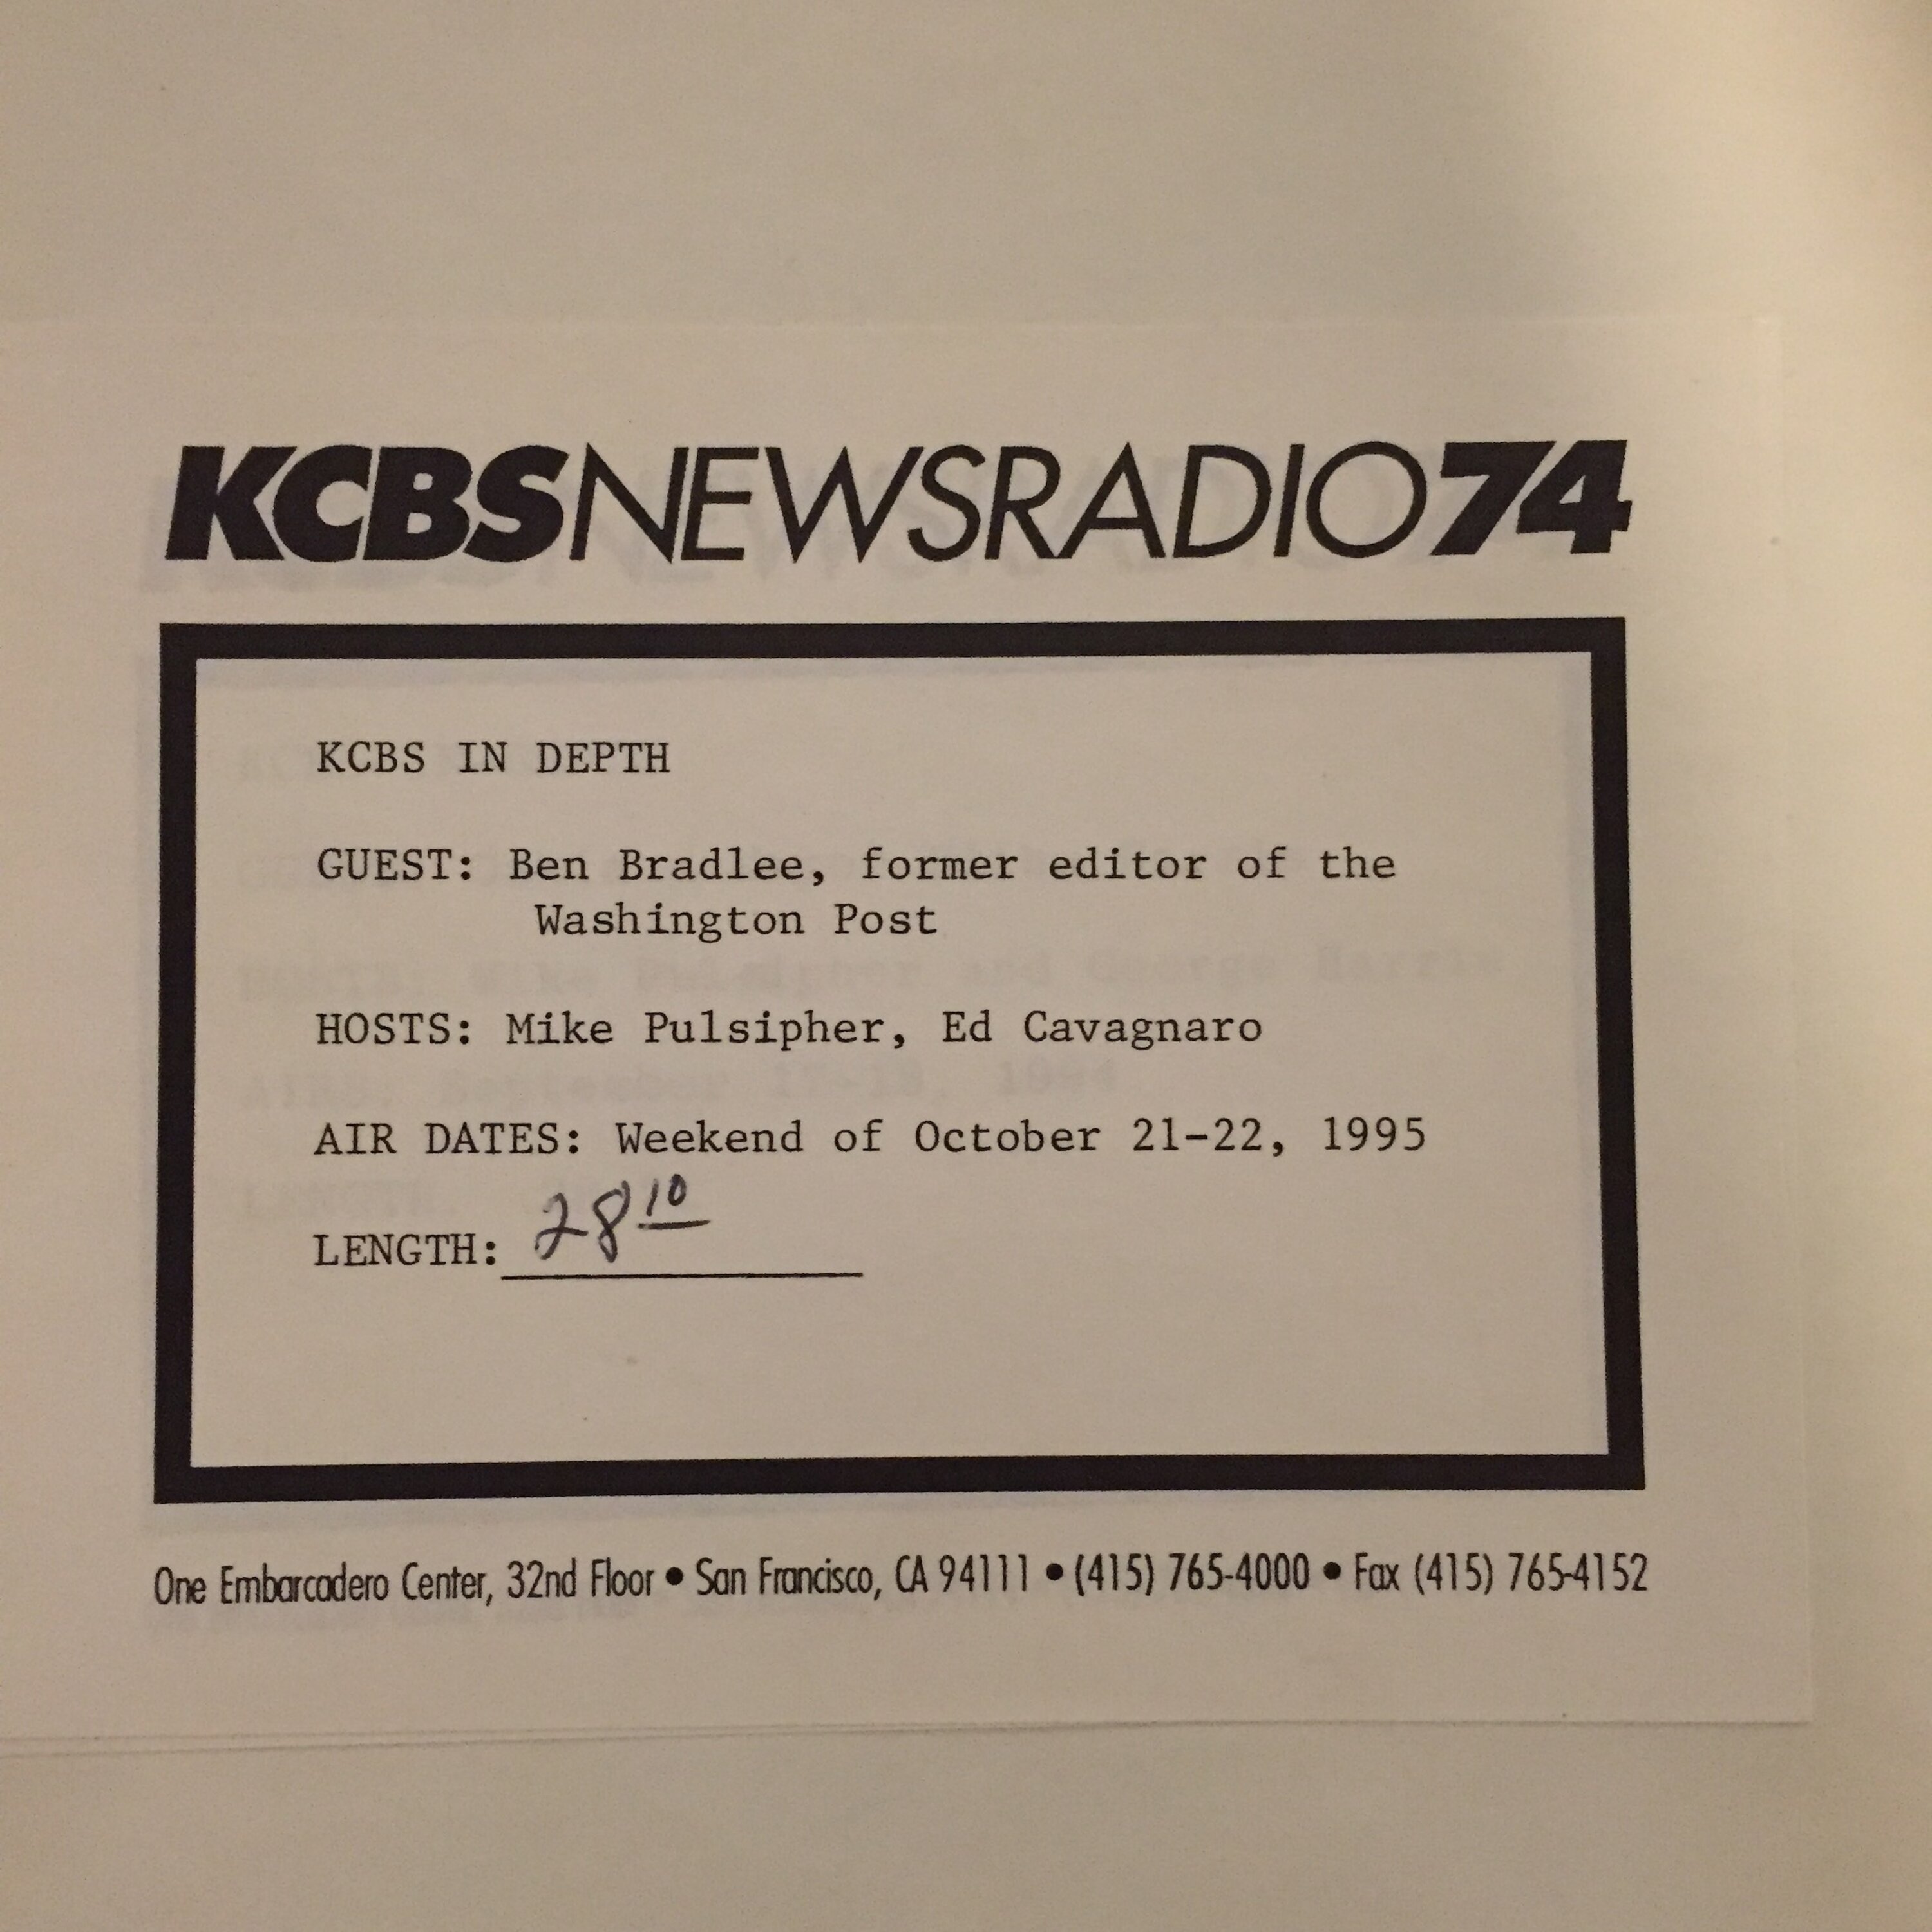 KCBSNEWSRADIO74
KCBS IN DEPTH
GUEST: Ben Bradlee, former editor of the
Washington Post
HOSTS: Mike Pulsipher, Ed Cavagnaro
AIR DATES: Weekend of October 21-22, 1995
LENGTH: 28 10
One Embarcadero Center, 32nd Floor • San Francisco, CA 94111 • (415) 765-4000 • Fax (415) 765-4152